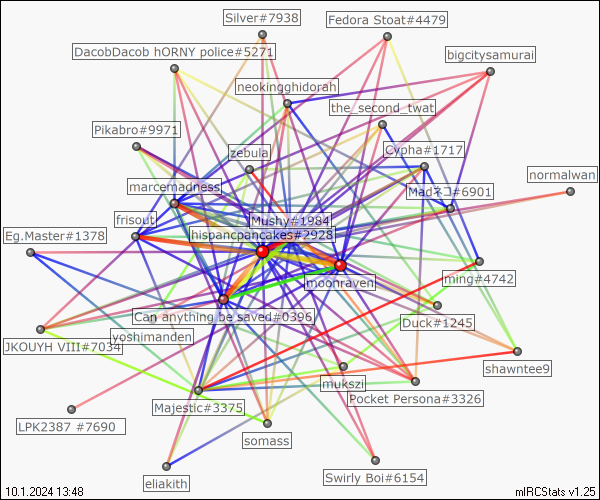 Silver#7938
Fedora Stoat#4479
DacobDacob hORNY police#5271
bigcitysamurai
neokingghidorah
the_second_twat
Pikabro#9971
zebula
Cypha#1717
normalwan
marcemadness
Madネコ#6901
frisout
Mushy#1984
Eg.Master#1378
hispancpancakes#2928
moonraven
ming#4742
Can anything be saved#0396
Duck#1245
yoshimanden
JKOUYH VIII#7034
shawntee9
mukszi
Majestic#3375
Pocket Persona#3326
LPK2387 #7690
somass
eliakith
Swirly Boi#6154
10.1.2024 13:48
mIRCStats v1.25